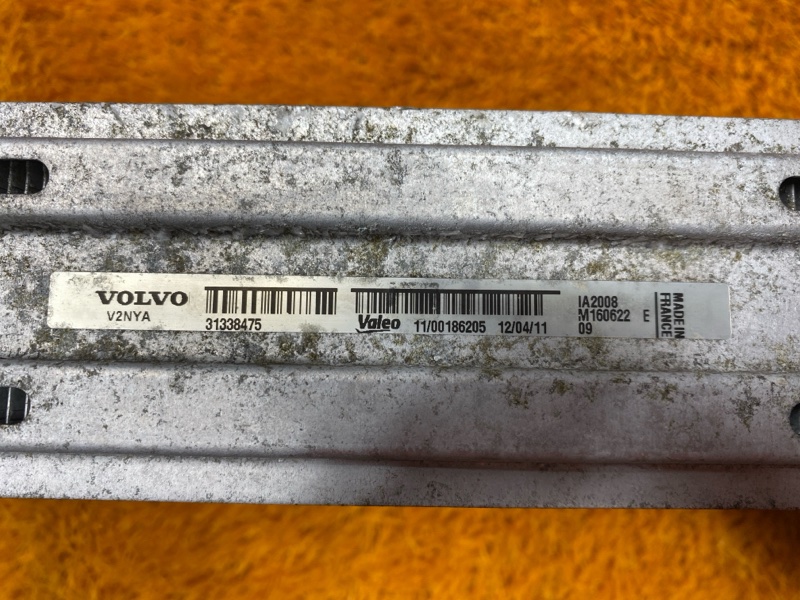 VOLVO
V2NYA
31338475
Valeo 11/00186205 12/04/11
IA2008
M160622 E
09
MADE IN
FRANCE